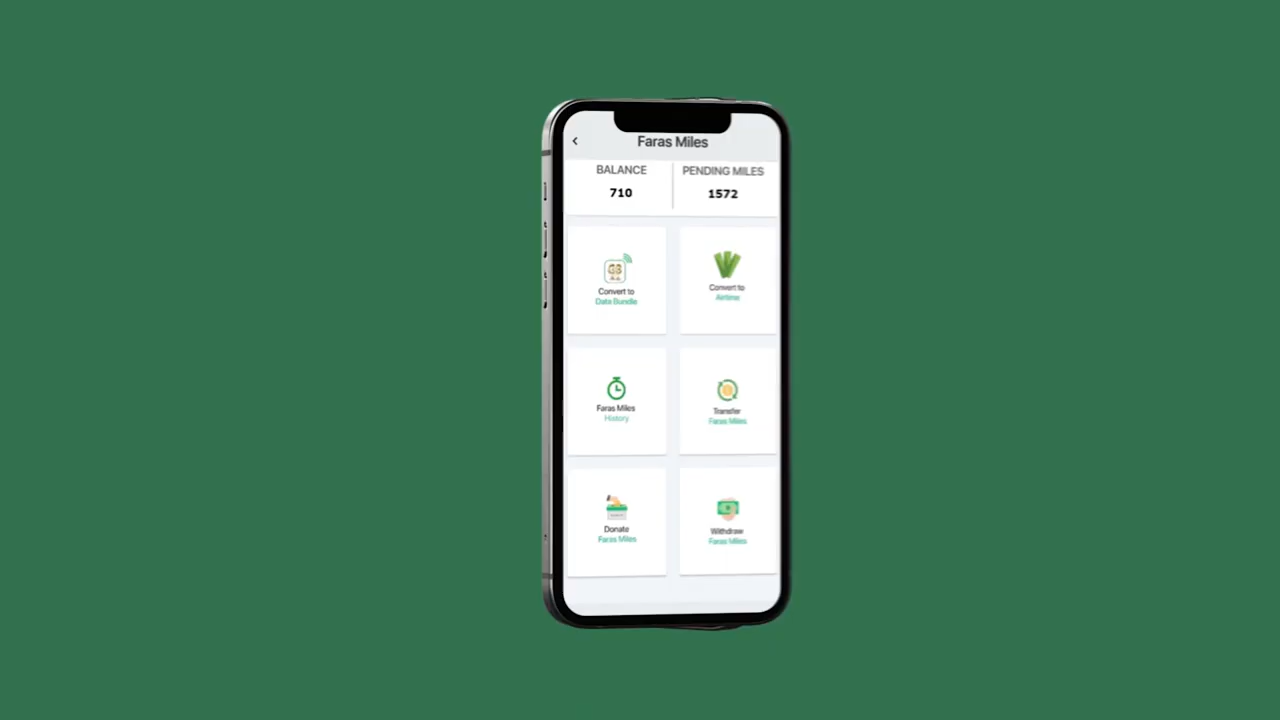 Faras Miles
BALANCE
710
PENDING MILES
1572
Convert to
Data Bundle
Convert to
Airtime
Faras Miles
History
Transfer
Faras Miles
Donate
Faras Miles
Withdraw
Faras Miles